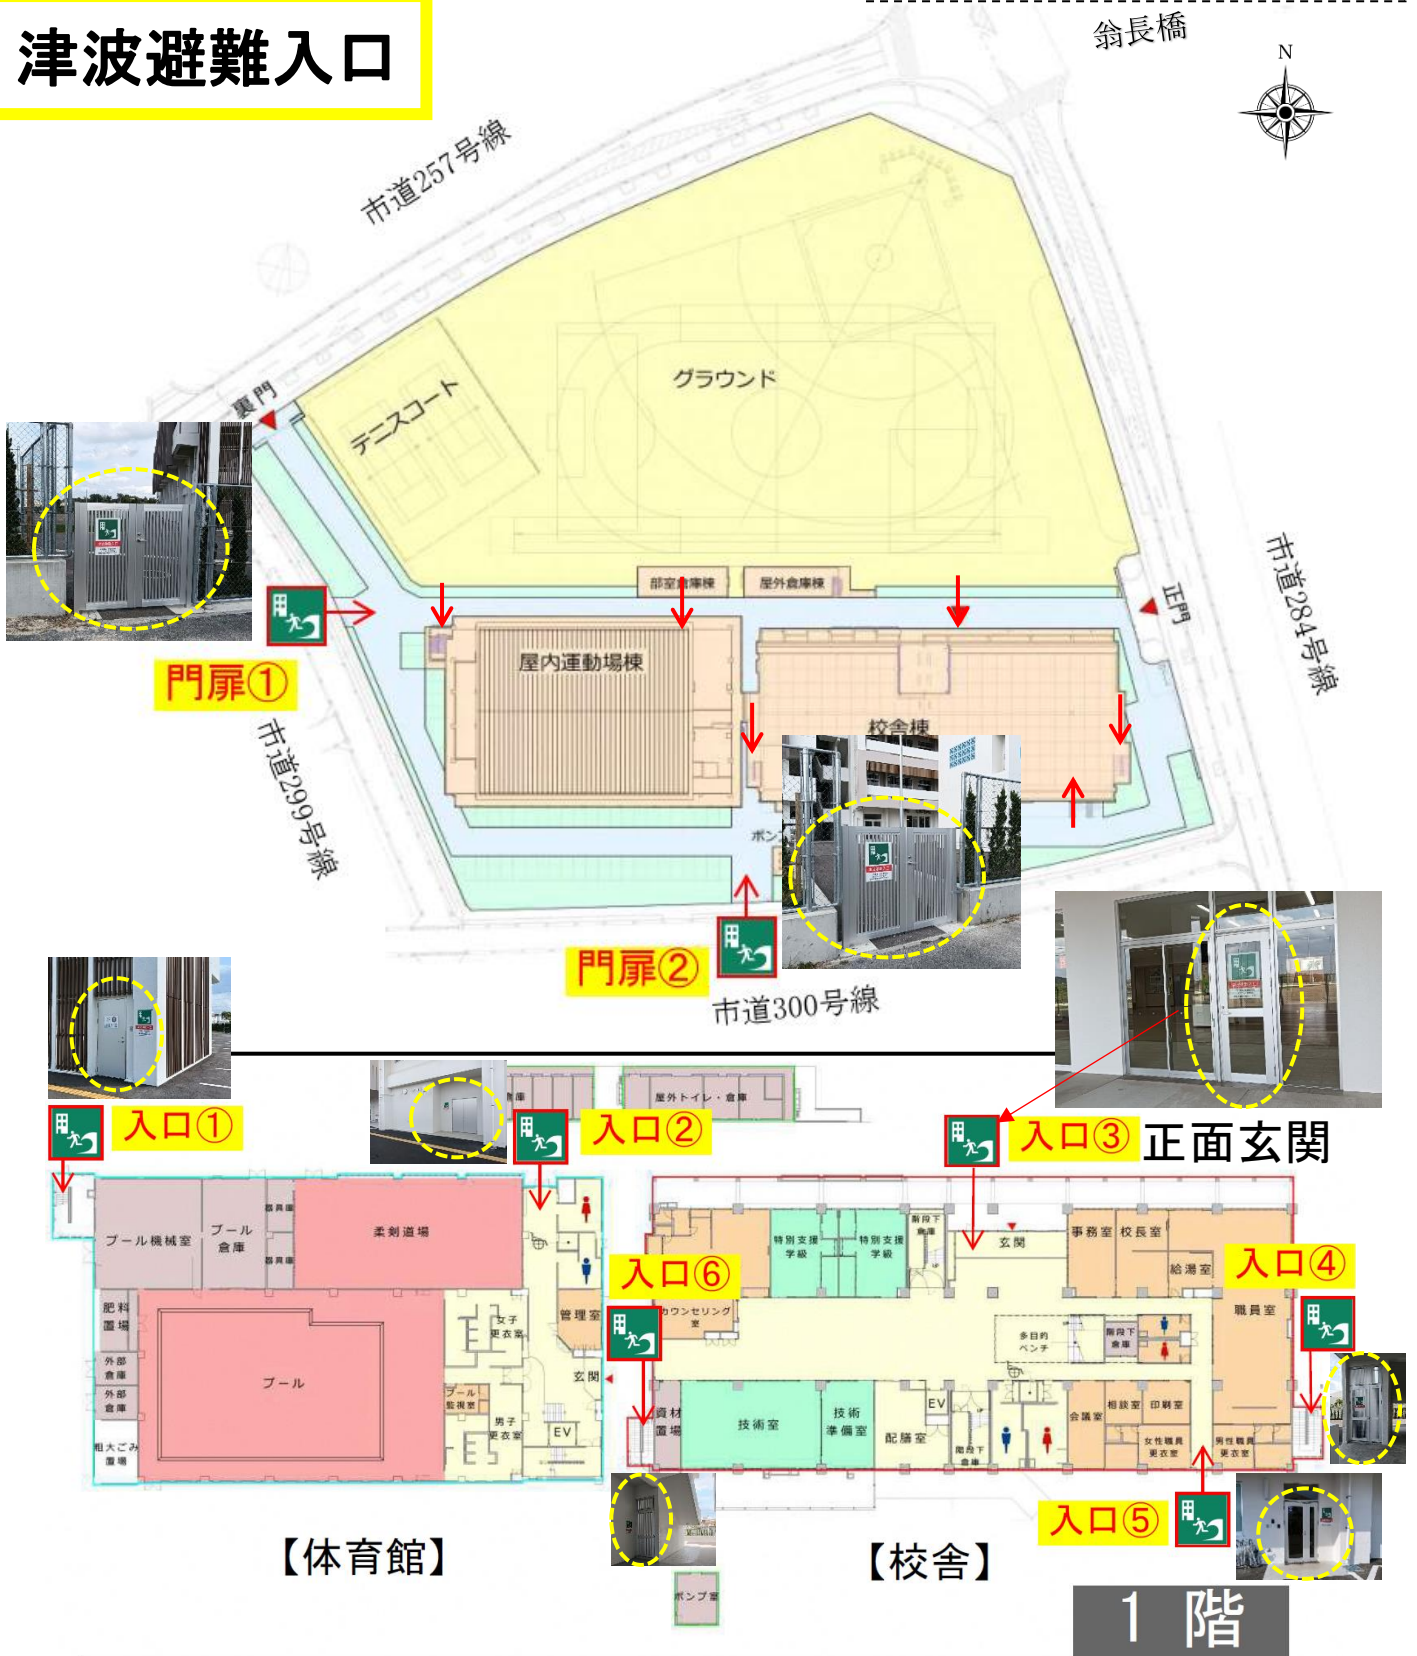 津波避難入口
翁長橋
N
市道257号線
裏門
テニスコート
グラウンド
正門
市道284号線
部室倉庫棟
屋外倉庫棟
門扉①
屋内運動場棟
校舎棟
市道299号線
ポン
門扉②
市道300号線
入口①
入口②
屋外トイレ・倉庫
入口③ 正面玄関
プール機械室
プール
倉庫
器具庫
器具庫
柔剣道場
肥料
置場
外部
倉庫
外部
倉庫
粗大ごみ
置場
プール
女子
更衣室
管理室
玄関
プール
監視室
男子
更衣室
EV
入口⑥
カウンセリング
室
特別支援
学級
特別支援
学級
階段下
倉庫
玄関
事務室
校長室
給湯室
入口④
職員室
多目的
ベンチ
階段下
倉庫
資材
置場
技術室
技術
準備室
配膳室
EV
階段下
倉庫
会議室
相談室
印刷室
女性職員
更衣室
男性職員
更衣室
入口⑤
【体育館】
【校舎】
ポンプ室
1 階